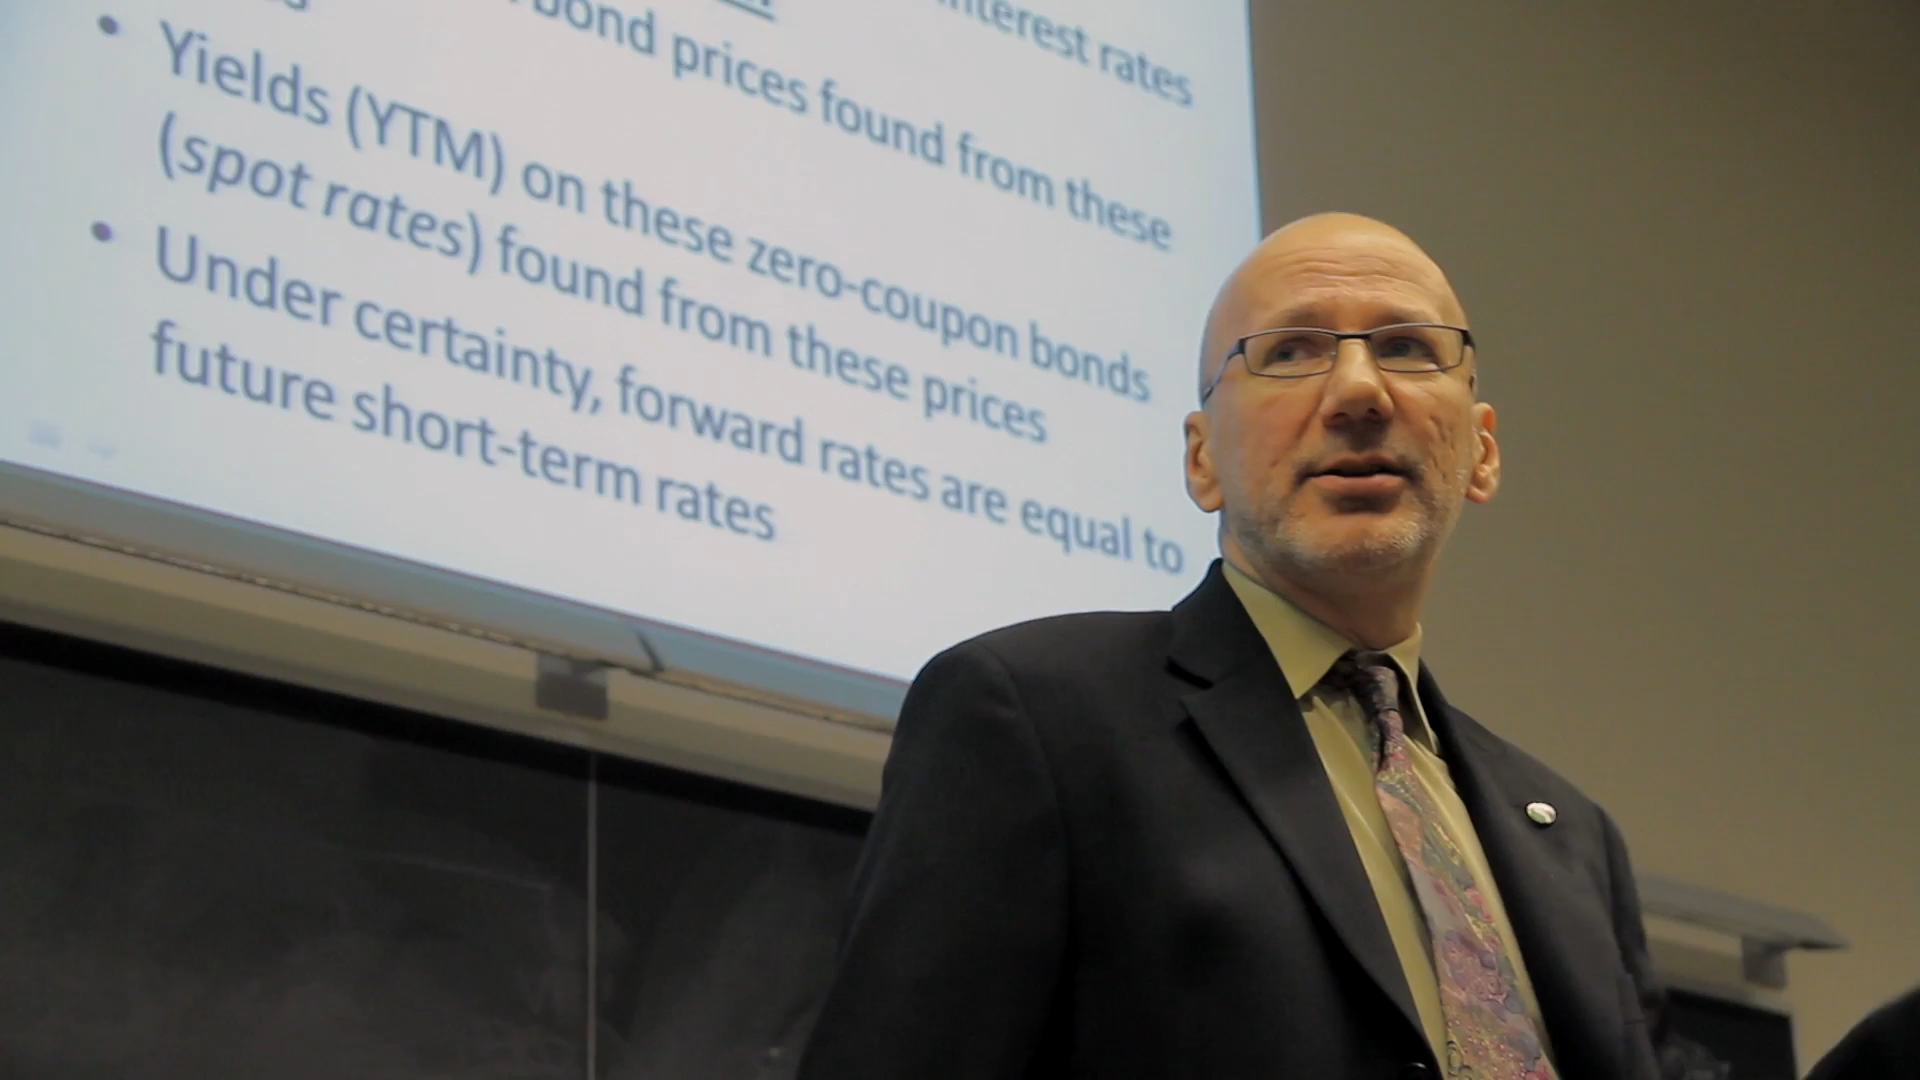 interest rates
bond prices found from these
• Yields (YTM) on these zero-coupon bonds
(spot rates) found from these prices
• Under certainty, forward rates are equal to
future short-term rates